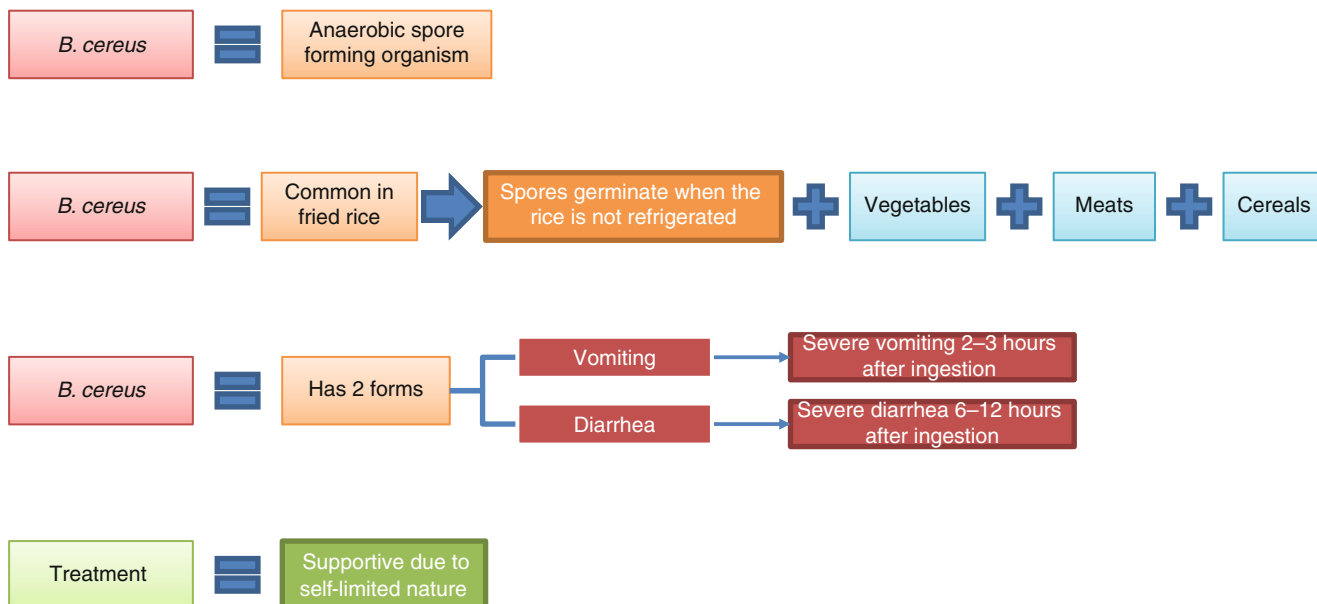 B. cereus
Anaerobic spore
forming organism
B. cereus
Common in
fried rice
Spores germinate when the
rice is not refrigerated
Vegetables
Meats
Cereals
B. cereus
Has 2 forms
Vomiting
Severe vomiting 2–3 hours
after ingestion
Diarrhea
Severe diarrhea 6–12 hours
after ingestion
Treatment
Supportive due to
self-limited nature